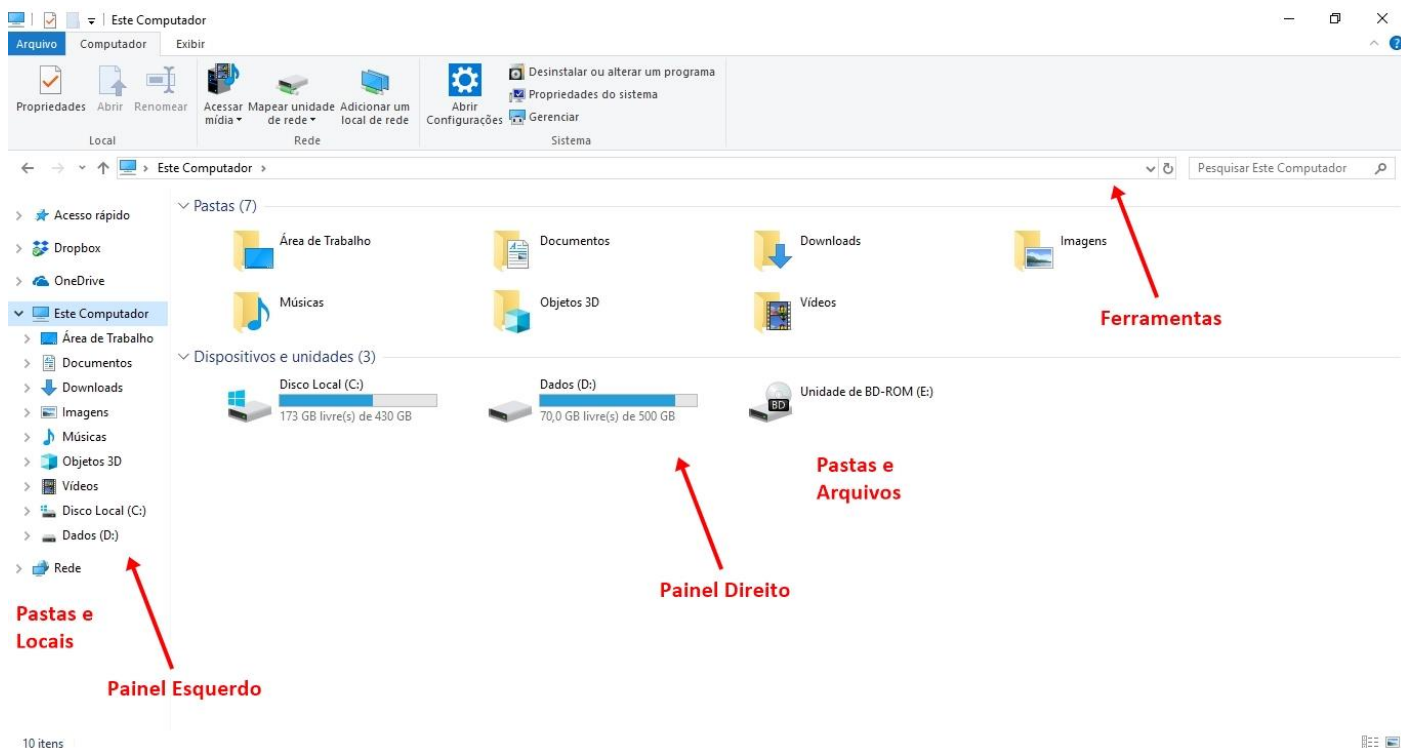 Este Computador
Arquivo Computador Exibir
Propriedades Abrir Renomear
Acessar mídia
Mapear unidade de rede
Adicionar um local de rede
Abrir Configurações
Desinstalar ou alterar um programa
Propriedades do sistema
Gerenciar
Local Rede Sistema
Este Computador
Pesquisar Este Computador
Acesso rápido
Dropbox
OneDrive
Este Computador
Área de Trabalho
Documentos
Downloads
Imagens
Músicas
Objetos 3D
Vídeos
Disco Local (C:)
Dados (D:)
Rede
Pastas e
Locais
Painel Esquerdo
Pastas (7)
Área de Trabalho Documentos Downloads Imagens
Músicas Objetos 3D Vídeos
Ferramentas
Dispositivos e unidades (3)
Disco Local (C:)
173 GB livre(s) de 430 GB
Dados (D:)
70,0 GB livre(s) de 500 GB
BD
Unidade de BD-ROM (E:)
Pastas e
Arquivos
Painel Direito
10 itens